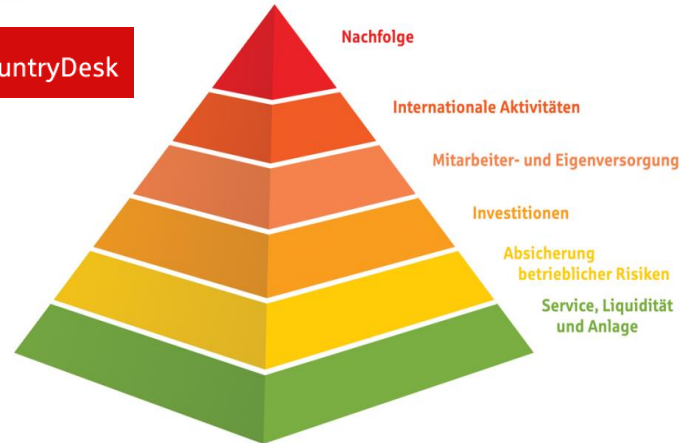 Nachfolge
untryDesk
Internationale Aktivitäten
Mitarbeiter- und Eigenversorgung
Investitionen
Absicherung
betrieblicher Risiken
Service, Liquidität
und Anlage